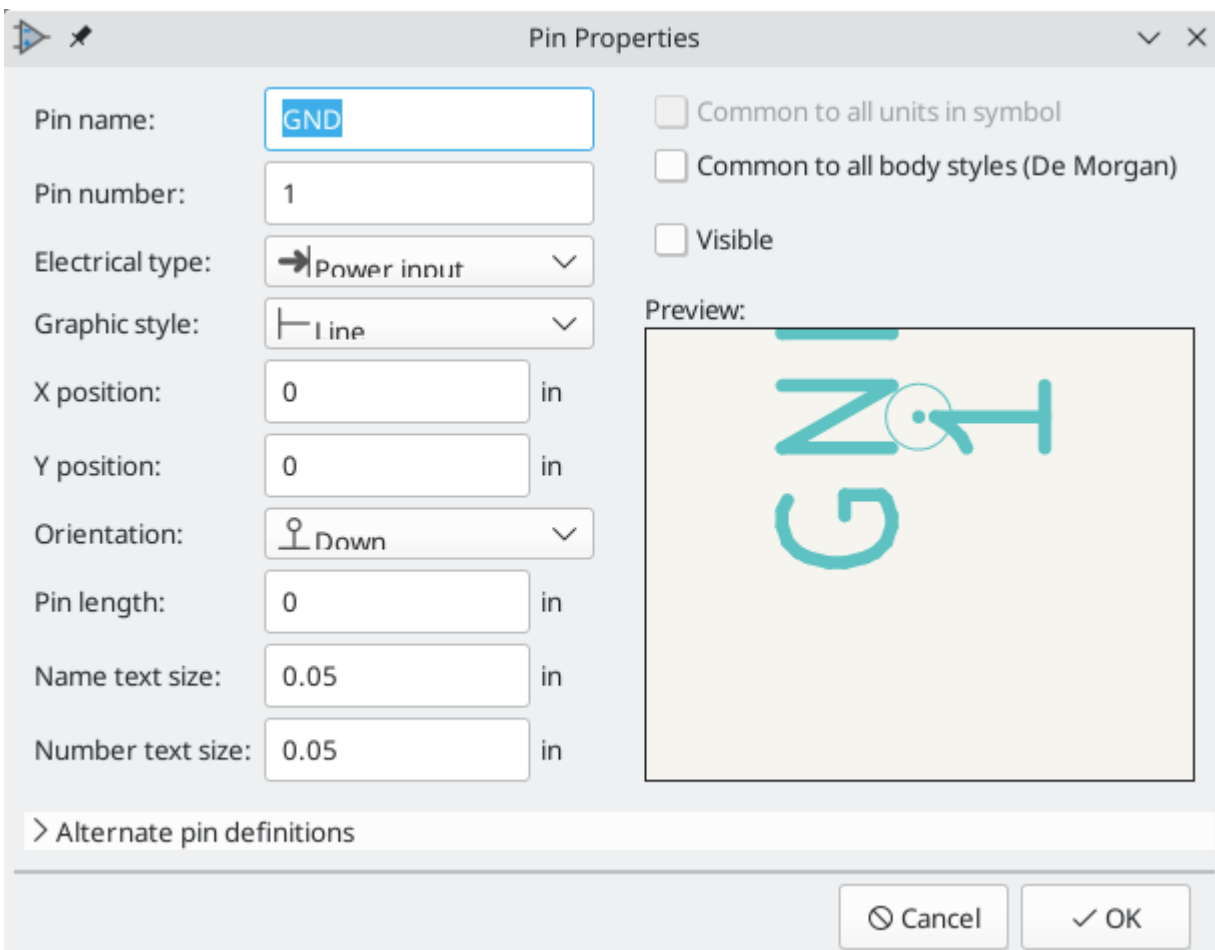 Pin Properties
Pin name: GND
Pin number: 1
Electrical type: Power input
Graphic style: Line
X position: 0 in
Y position: 0 in
Orientation: Down
Pin length: 0 in
Name text size: 0.05 in
Number text size: 0.05 in
Common to all units in symbol
Common to all body styles (De Morgan)
Visible
Preview:
GN
1
Alternate pin definitions
Cancel
OK